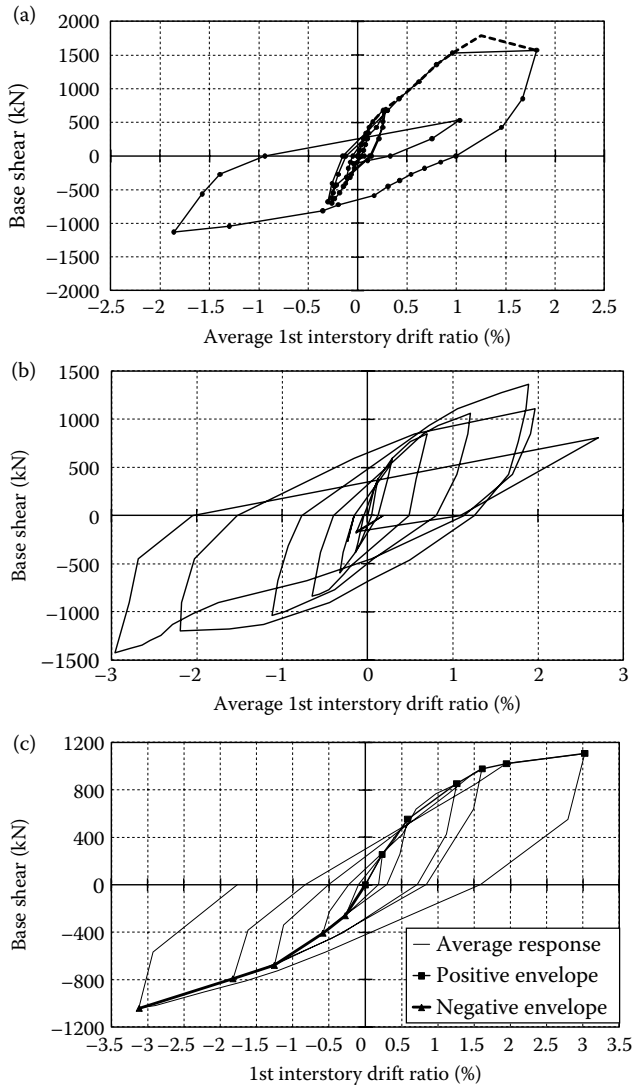 (a)
2000
1500
1000
500
0
−500
−1000
−1500
−2000
Base shear (kN)
−2.5 −2 −1.5 −1 −0.5 0 0.5 1 1.5 2 2.5
Average 1st interstory drift ratio (%)
(b)
1500
1000
500
0
−500
−1000
−1500
Base shear (kN)
−3 −2 −1 0 1 2 3
Average 1st interstory drift ratio (%)
(c)
1200
800
400
0
−400
−800
−1200
Base shear (kN)
Average response
Positive envelope
Negative envelope
−3.5 −3 −2.5 −2 −1.5 −1 −0.5 0 0.5 1 1.5 2 2.5 3 3.5
1st interstory drift ratio (%)